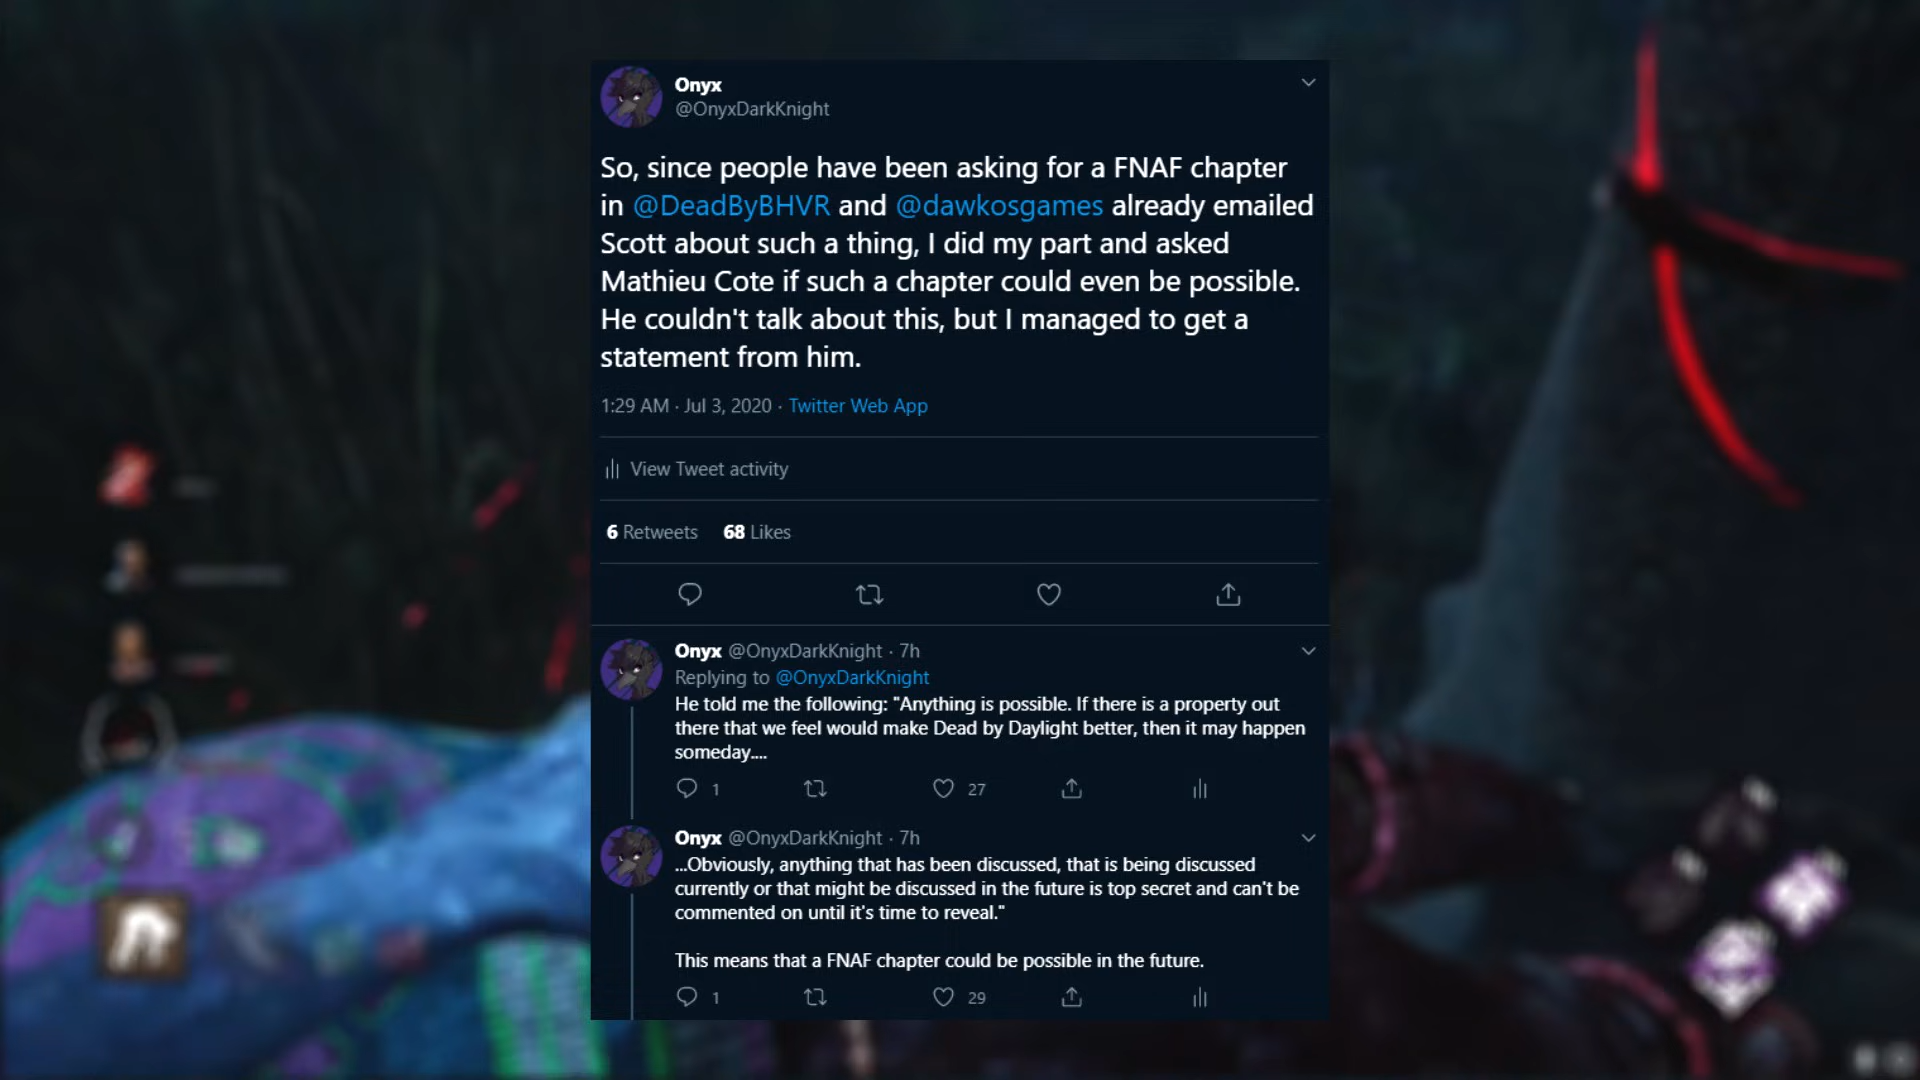 Onyx
@OnyxDarkKnight
So, since people have been asking for a FNAF chapter
in @DeadByBHVR and @dawkosgames already emailed
Scott about such a thing, I did my part and asked
Mathieu Cote if such a chapter could even be possible.
He couldn't talk about this, but I managed to get a
statement from him.
1:29 AM · Jul 3, 2020 · Twitter Web App
View Tweet activity
6 Retweets 68 Likes
Onyx @OnyxDarkKnight · 7h
Replying to @OnyxDarkKnight
He told me the following: "Anything is possible. If there is a property out
there that we feel would make Dead by Daylight better, then it may happen
someday....
1 27
Onyx @OnyxDarkKnight · 7h
...Obviously, anything that has been discussed, that is being discussed
currently or that might be discussed in the future is top secret and can't be
commented on until it's time to reveal."
This means that a FNAF chapter could be possible in the future.
1 29